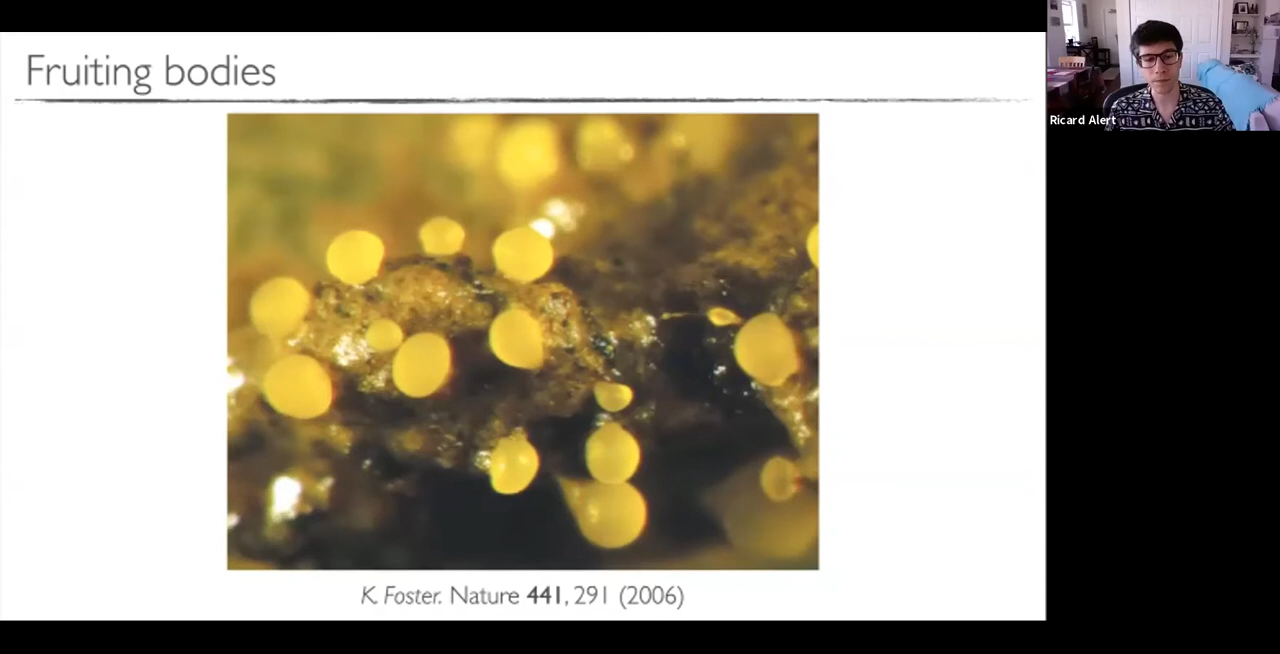 Fruiting bodies
Ricard Alert
K. Foster. Nature 441, 291 (2006)